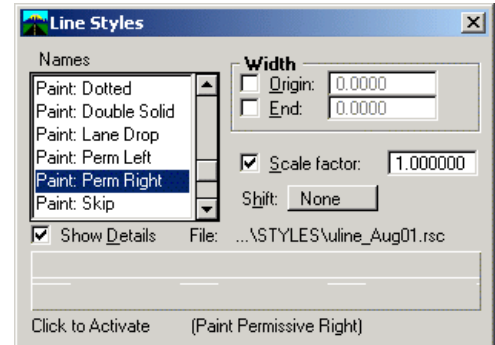 Line Styles
Names
Paint: Dotted
Paint: Double Solid
Paint: Lane Drop
Paint: Perm Left
Paint: Perm Right
Paint: Skip
Width
Origin: 0.0000
End: 0.0000
Scale factor: 1.000000
Shift: None
Show Details File: ...\STYLES\uline_Aug01.rsc
Click to Activate (Paint Permissive Right)